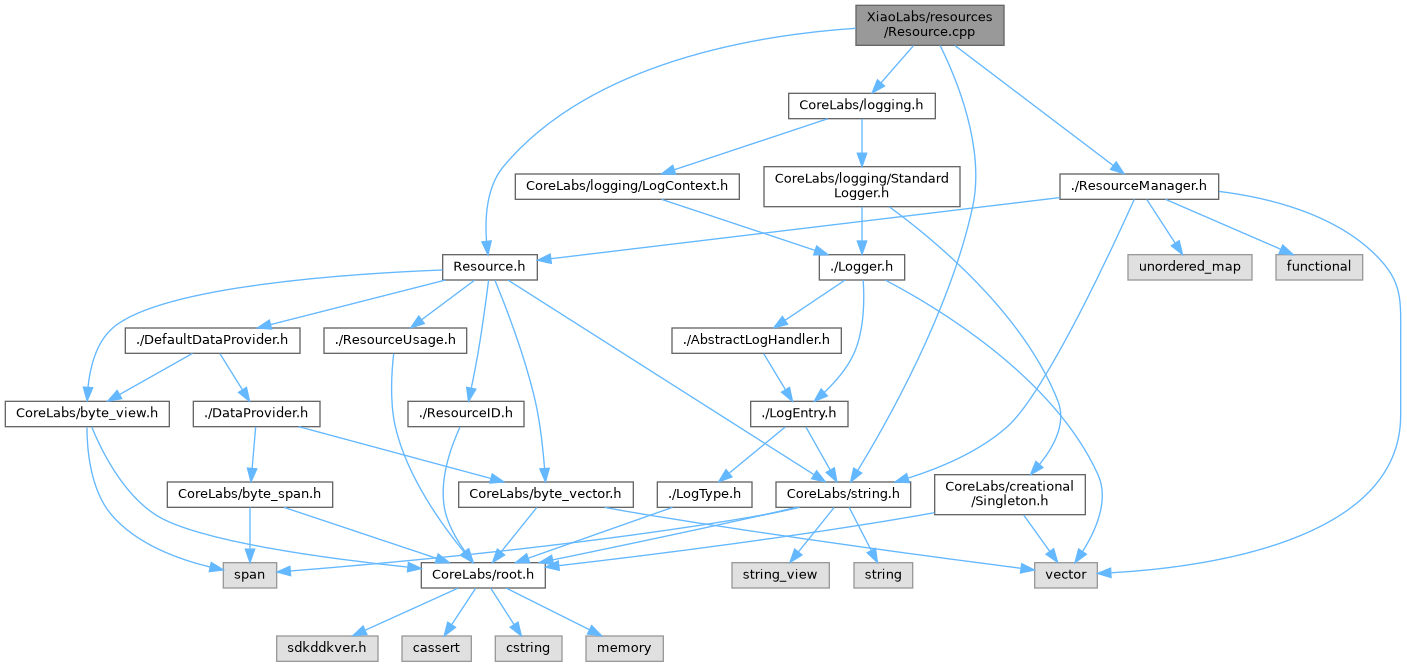 XiaoLabs/resources
/Resource.cpp
CoreLabs/logging.h
CoreLabs/logging/LogContext.h
CoreLabs/logging/Standard
Logger.h
./ResourceManager.h
Resource.h
./Logger.h
unordered_map
functional
./DefaultDataProvider.h
./ResourceUsage.h
./AbstractLogHandler.h
CoreLabs/byte_view.h
./DataProvider.h
./ResourceID.h
./LogEntry.h
CoreLabs/byte_span.h
CoreLabs/byte_vector.h
./LogType.h
CoreLabs/string.h
CoreLabs/creational
/Singleton.h
span
CoreLabs/root.h
string_view
string
vector
sdkddkver.h
cassert
cstring
memory